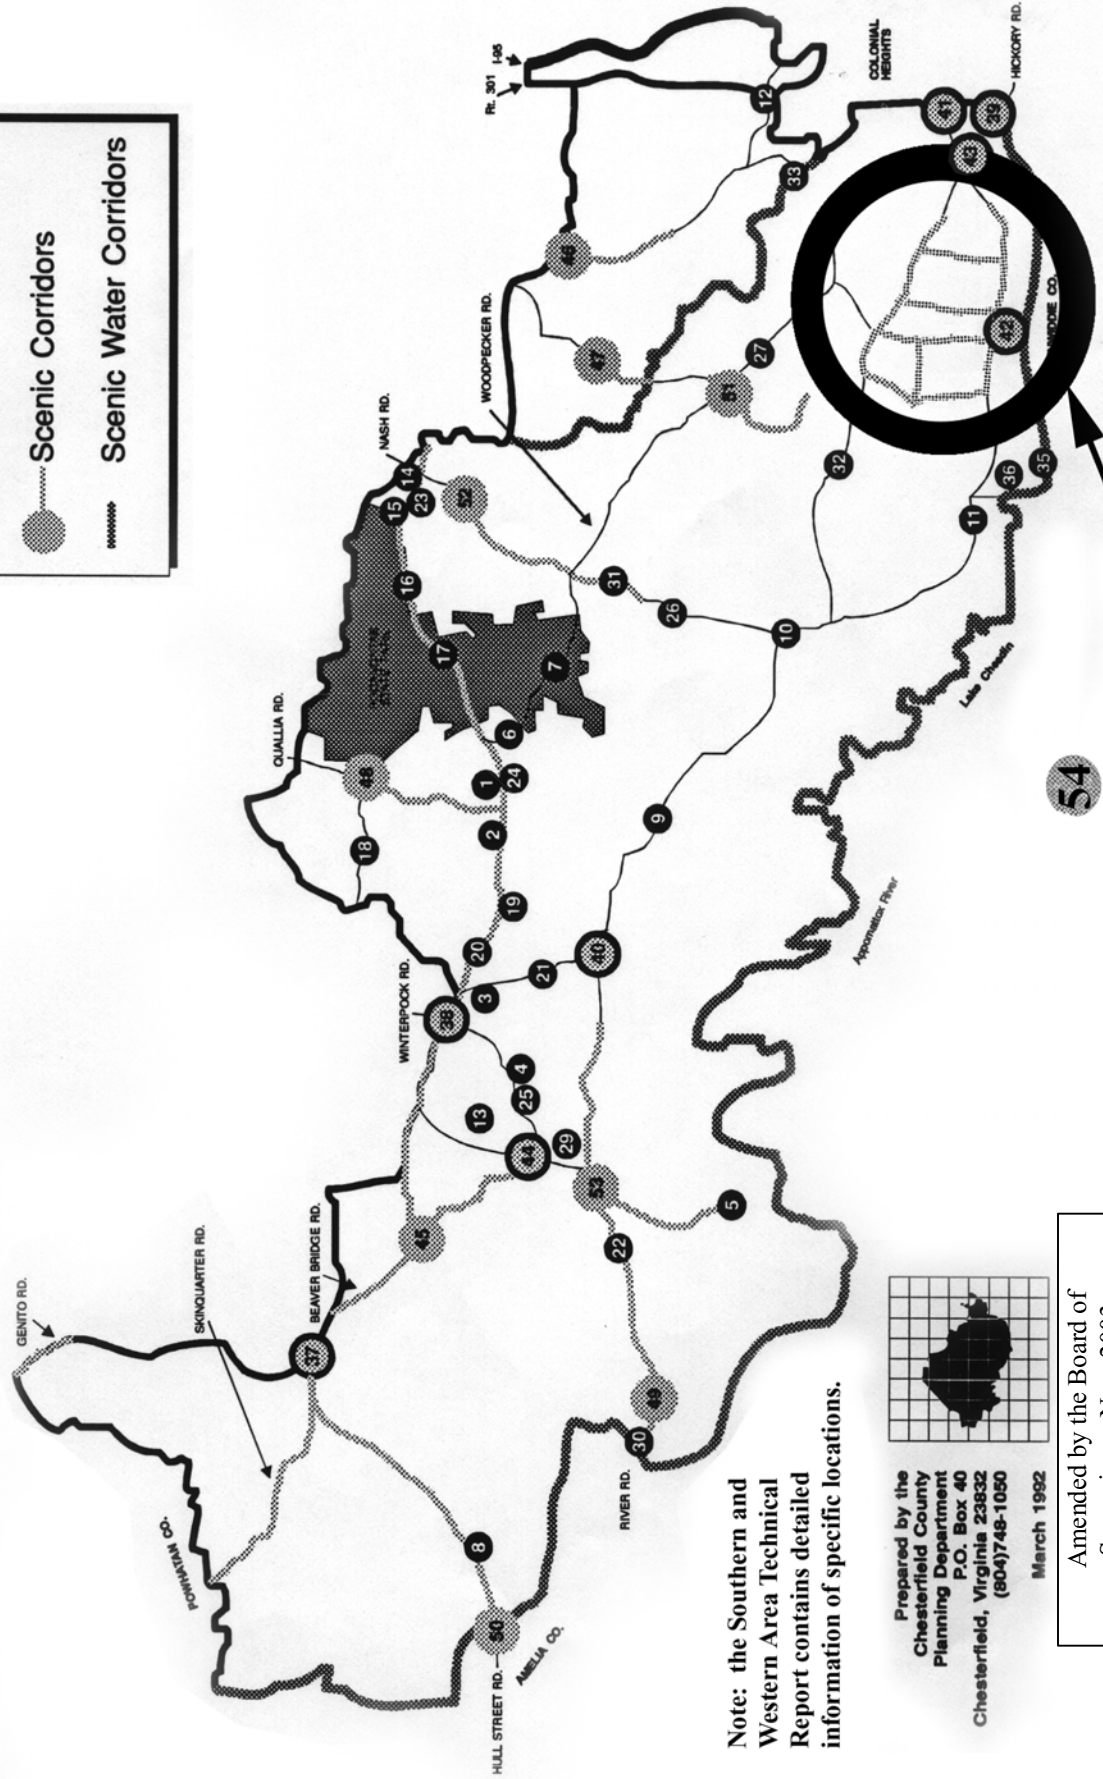 Scenic Corridors
Scenic Water Corridors
GENITO RD.
SKINQUARTER RD.
BEAVER BRIDGE RD.
POWHATAN CO.
WINTERPOCK RD.
QUALLIA RD.
NASH RD.
WOODPECKER RD.
Rt. 301
I-95
COLONIAL
HEIGHTS
HICKORY RD.
HULL STREET RD.
AMELIA CO.
RIVER RD.
Appomattox River
Lake Chesdin
37
45
8
50
30
49
22
53
5
44
29
13
25
4
38
3
20
21
40
19
18
48
2
1
24
6
17
7
16
15
14
23
52
31
26
10
9
32
11
36
35
42
27
51
47
46
12
33
41
39
43
54
Note: the Southern and
Western Area Technical
Report contains detailed
information of specific locations.
Prepared by the
Chesterfield County
Planning Department
P.O. Box 40
Chesterfield, Virginia 23832
(804)748-1050
March 1992
Amended by the Board of